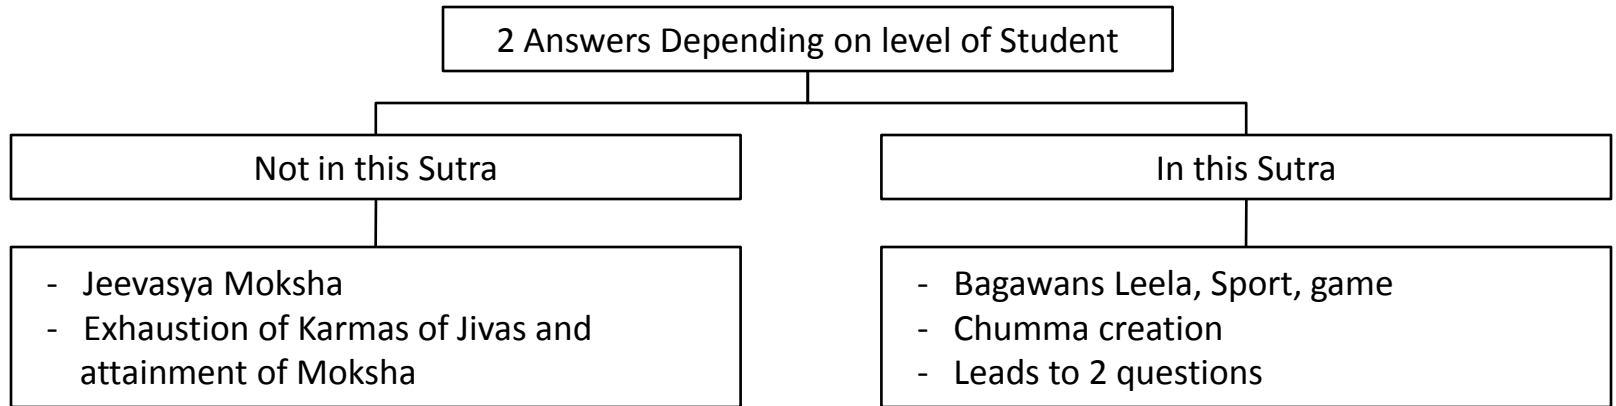 2 Answers Depending on level of Student
Not in this Sutra
In this Sutra
- Jeevasya Moksha
- Exhaustion of Karmas of Jivas and
attainment of Moksha
- Bagawans Leela, Sport, game
- Chumma creation
- Leads to 2 questions